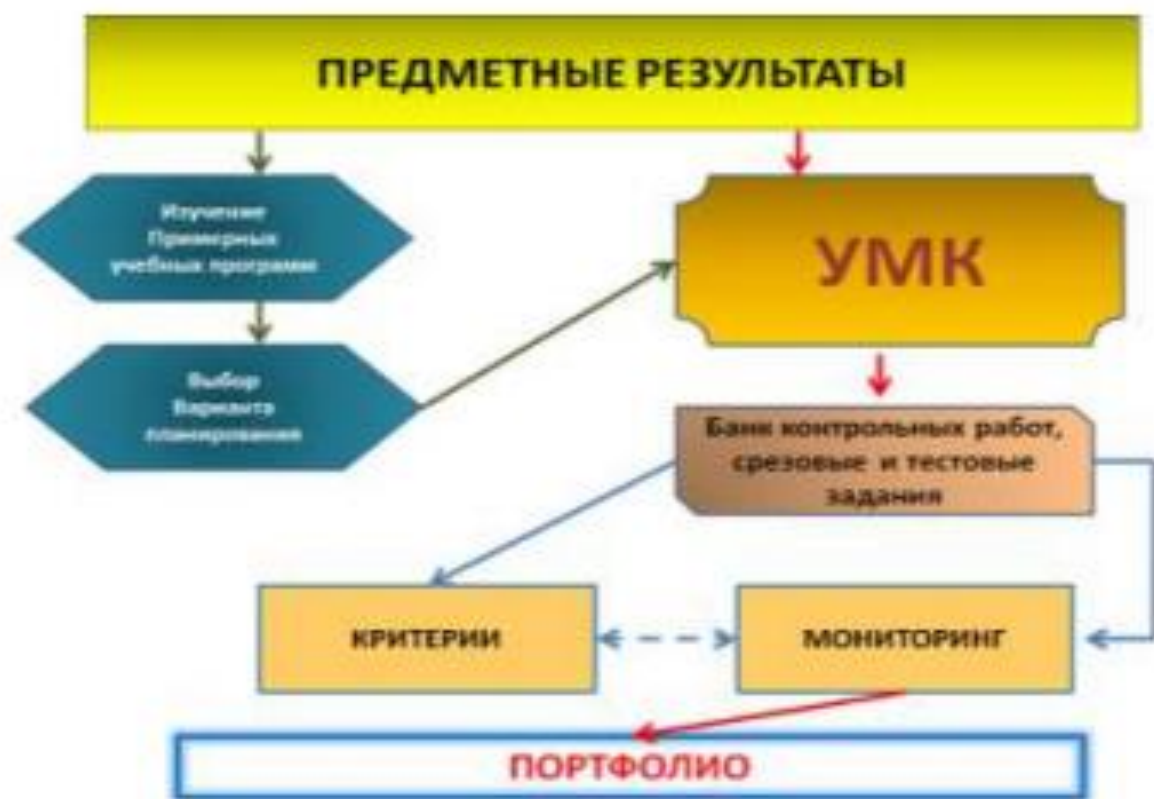 ПРЕДМЕТНЫЕ РЕЗУЛЬТАТЫ
Изучение
Примерных
учебных программ
УМК
Выбор
Варианта
планирования
Банк контрольных работ,
срезовые и тестовые
задания
КРИТЕРИИ
МОНИТОРИНГ
ПОРТФОЛИО